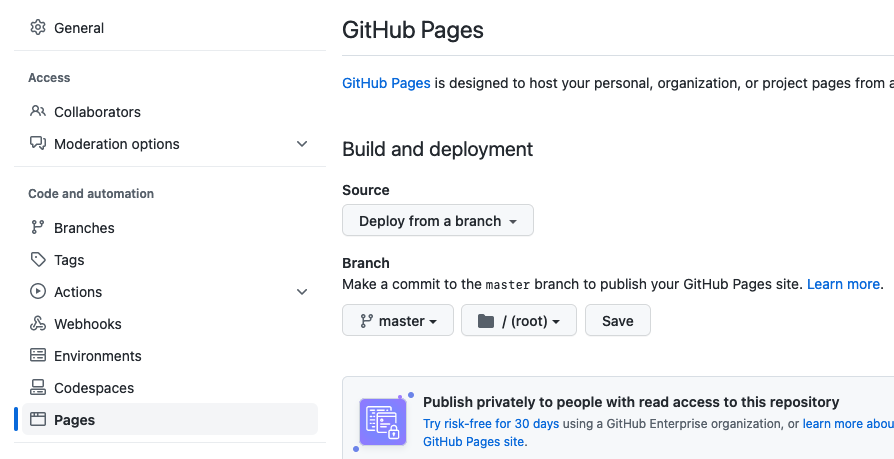 General
Access
Collaborators
Moderation options
Code and automation
Branches
Tags
Actions
Webhooks
Environments
Codespaces
Pages
GitHub Pages
GitHub Pages is designed to host your personal, organization, or project pages from a
Build and deployment
Source
Deploy from a branch
Branch
Make a commit to the master branch to publish your GitHub Pages site. Learn more.
master
/ (root)
Save
Publish privately to people with read access to this repository
Try risk-free for 30 days using a GitHub Enterprise organization, or learn more abou
GitHub Pages site.